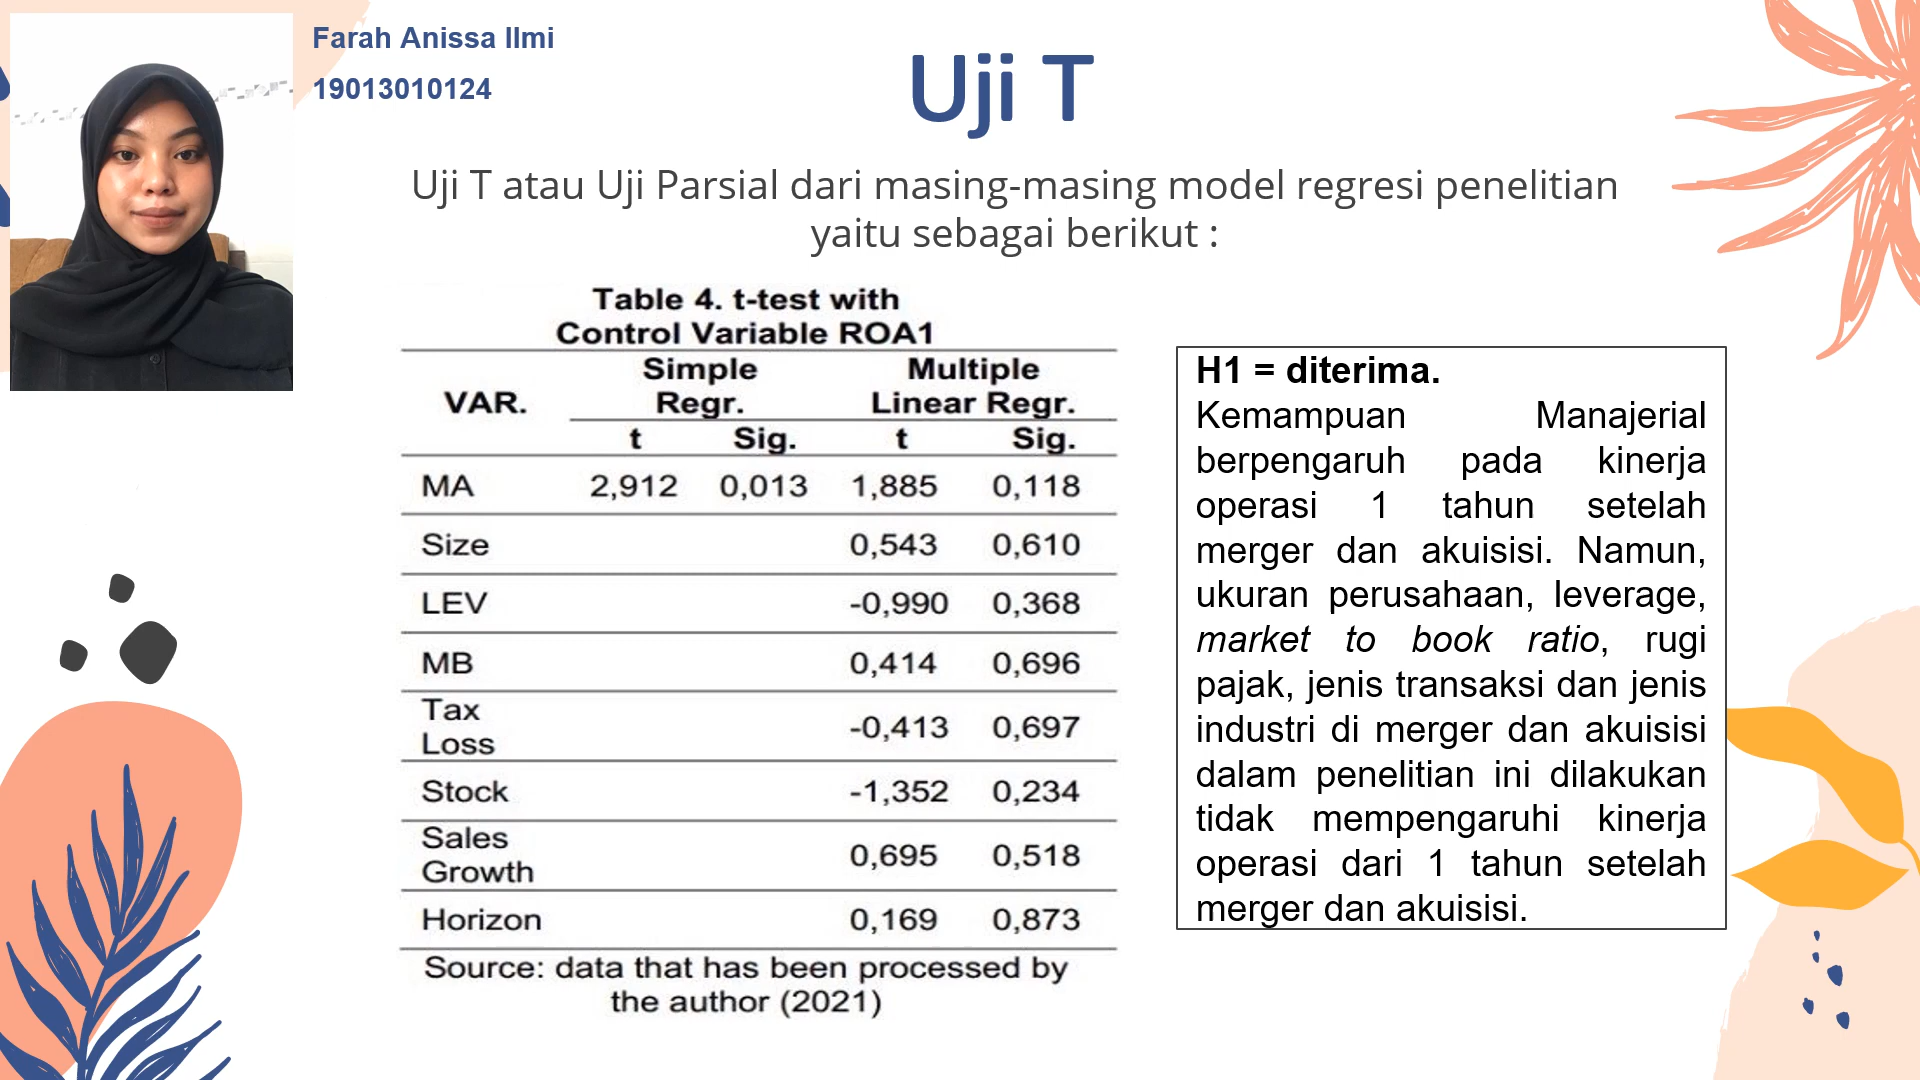 Farah Anissa Ilmi
19013010124
Uji T
Uji T atau Uji Parsial dari masing-masing model regresi penelitian
yaitu sebagai berikut :
Table 4. t-test with
Control Variable ROA1
VAR. Simple Regr. Multiple Linear Regr.
t Sig. t Sig.
MA 2,912 0,013 1,885 0,118
Size 0,543 0,610
LEV -0,990 0,368
MB 0,414 0,696
Tax Loss -0,413 0,697
Stock -1,352 0,234
Sales Growth 0,695 0,518
Horizon 0,169 0,873
Source: data that has been processed by
the author (2021)
H1 = diterima.
Kemampuan Manajerial
berpengaruh pada kinerja
operasi 1 tahun setelah
merger dan akuisisi. Namun,
ukuran perusahaan, leverage,
market to book ratio, rugi
pajak, jenis transaksi dan jenis
industri di merger dan akuisisi
dalam penelitian ini dilakukan
tidak mempengaruhi kinerja
operasi dari 1 tahun setelah
merger dan akuisisi.